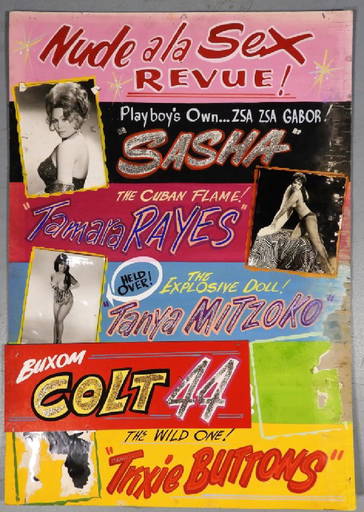 Nude a la Sex
REVUE!
Playboy's Own... ZSA ZSA GABOR!
"SASHA"
THE CUBAN FLAME!
"Tamara RAYES"
HELD OVER!
THE EXPLOSIVE DOLL!
"Tanya MITZOKO"
BUXOM
COLT 44
THE WILD ONE!
"Trixie BUTTONS"